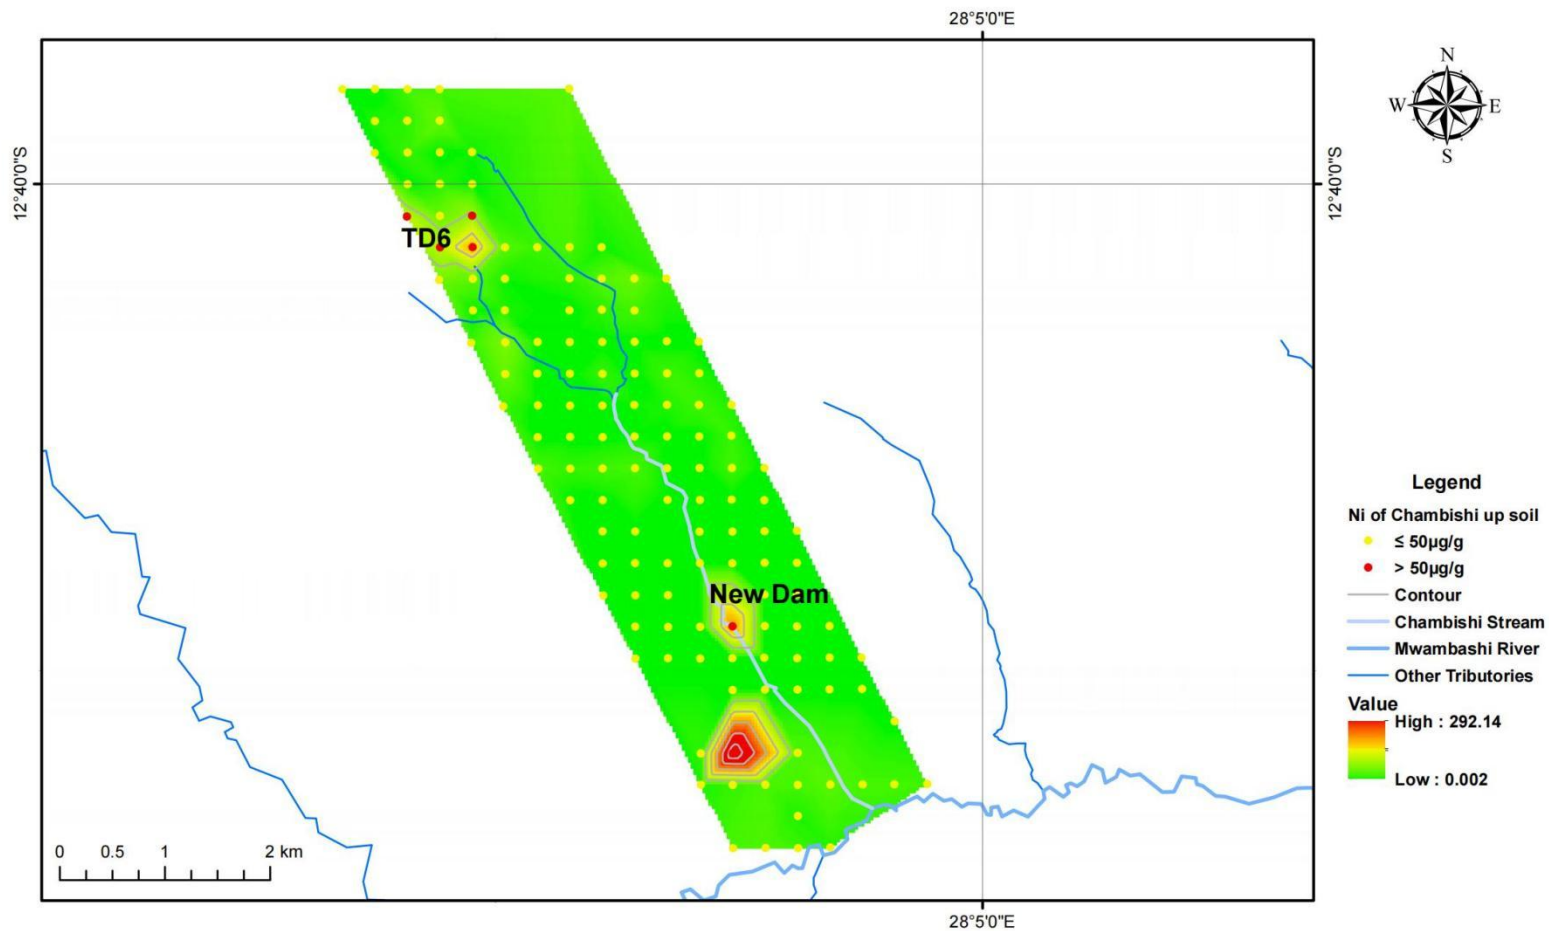 28°5'0"E
N
W
E
S
12°40'0"S
12°40'0"S
TD6
New Dam
Legend
Ni of Chambishi up soil
≤ 50µg/g
> 50µg/g
Contour
Chambishi Stream
Mwambashi River
Other Tributories
Value
High : 292.14
Low : 0.002
0 0.5 1 2 km
28°5'0"E